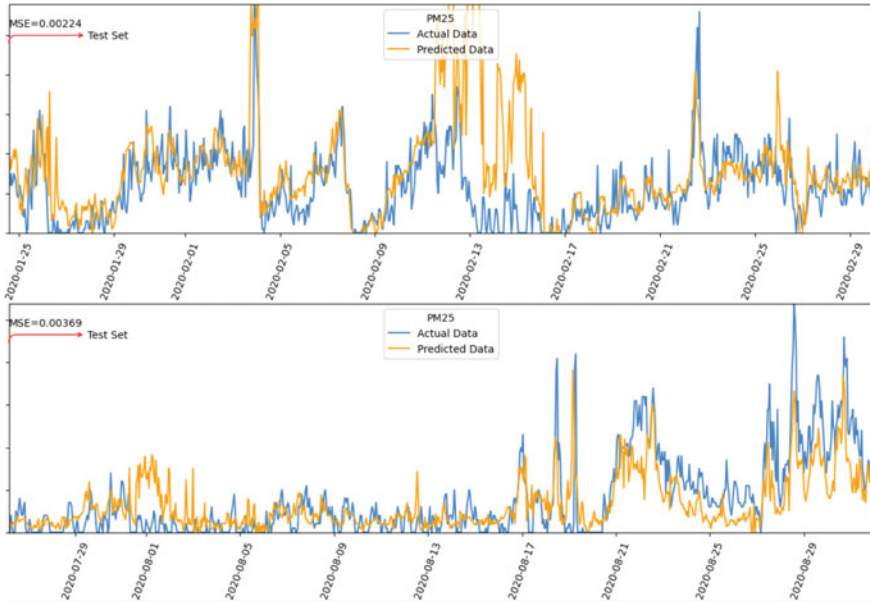 MSE=0.00224
Test Set
PM25
Actual Data
Predicted Data
2020-01-25
2020-01-29
2020-02-01
2020-02-05
2020-02-09
2020-02-13
2020-02-17
2020-02-21
2020-02-25
2020-02-29
MSE=0.00369
Test Set
PM25
Actual Data
Predicted Data
2020-07-29
2020-08-01
2020-08-05
2020-08-09
2020-08-13
2020-08-17
2020-08-21
2020-08-25
2020-08-29